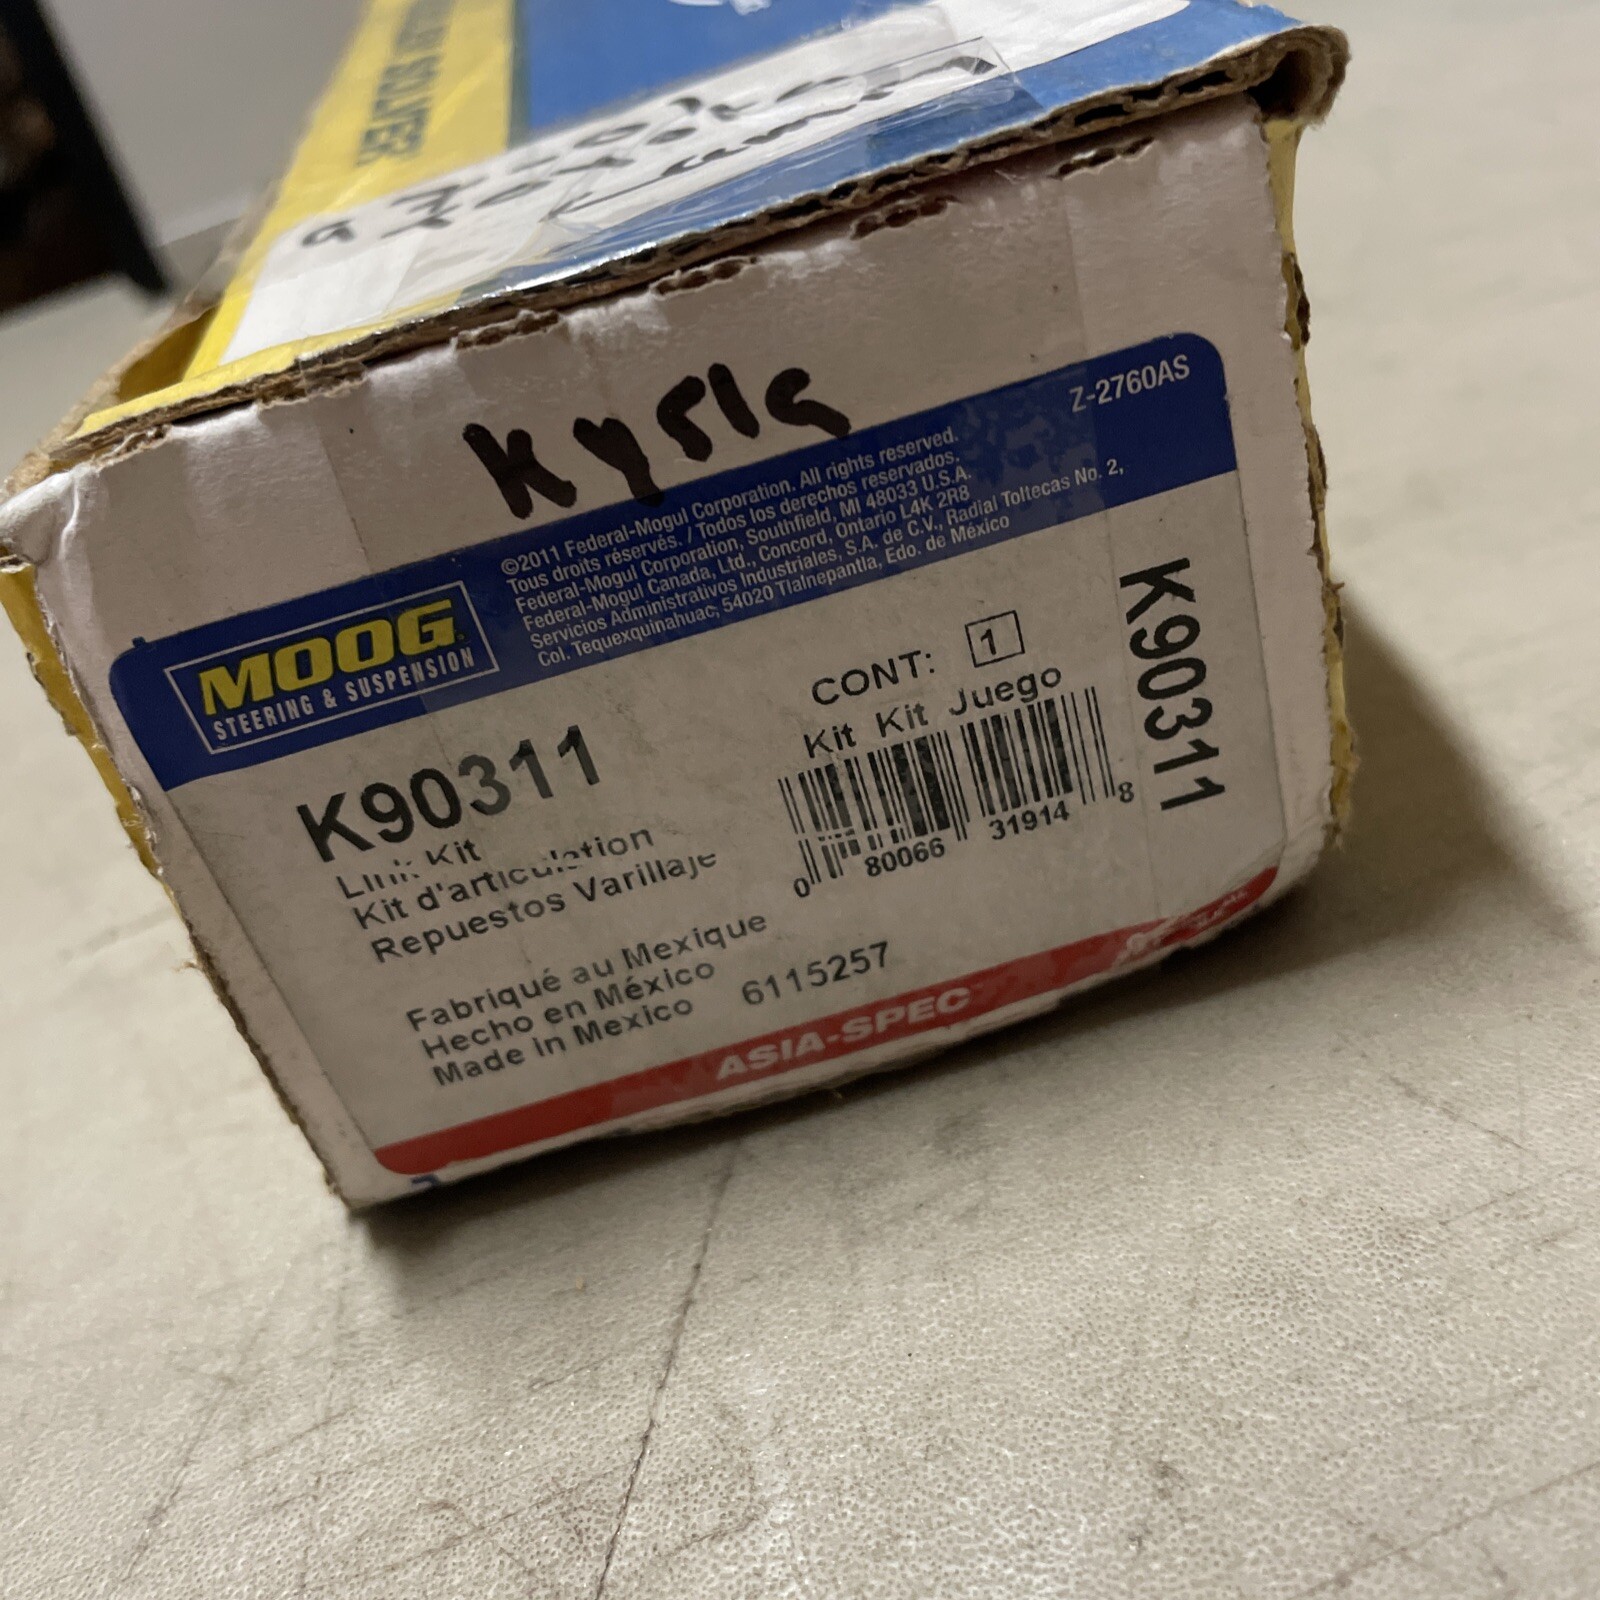 Z-2760AS
©2011 Federal-Mogul Corporation. All rights reserved.
Tous droits réservés. / Todos los derechos reservados.
Federal-Mogul Corporation, Southfield, MI 48033 U.S.A.
Federal-Mogul Canada, Ltd., Concord, Ontario L4K 2R8
Servicios Administrativos Industriales, S.A. de C.V., Radial Toltecas No. 2,
Col. Tequexquinahuac, 54020 Tlalnepantla, Edo. de México
MOOG
STEERING & SUSPENSION
K90311
Link Kit
Kit d'articulation
Repuestos Varillaje
CONT: 1
Kit Kit Juego
0 80066 31914 8
K90311
Fabriqué au Mexique
Hecho en México
Made in Mexico 6115257
ASIA-SPEC